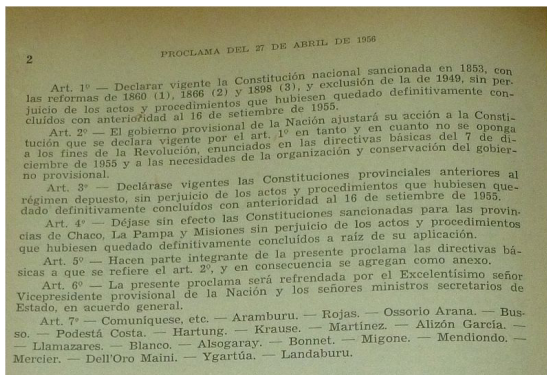 2
PROCLAMA DEL 27 DE ABRIL DE 1956
Art. 1º — Declarar vigente la Constitución nacional sancionada en 1853, con
las reformas de 1860 (1), 1866 (2) y 1898 (3), y exclusión de la de 1949, sin per-
juicio de los actos y procedimientos que hubiesen quedado definitivamente con-
cluídos con anterioridad al 16 de setiembre de 1955.
Art. 2º — El gobierno provisional de la Nación ajustará su acción a la Consti-
tución que se declara vigente por el art. 1º en tanto y en cuanto no se oponga
a los fines de la Revolución, enunciados en las directivas básicas del 7 de di-
ciembre de 1955 y a las necesidades de la organización y conservación del gobier-
no provisional.
Art. 3º — Declárase vigentes las Constituciones provinciales anteriores al
régimen depuesto, sin perjuicio de los actos y procedimientos que hubiesen que-
dado definitivamente concluídos con anterioridad al 16 de setiembre de 1955.
Art. 4º — Déjase sin efecto las Constituciones sancionadas para las provin-
cias de Chaco, La Pampa y Misiones sin perjuicio de los actos y procedimientos
que hubiesen quedado definitivamente concluídos a raíz de su aplicación.
Art. 5º — Hacen parte integrante de la presente proclama las directivas bá-
sicas a que se refiere el art. 2º, y en consecuencia se agregan como anexo.
Art. 6º — La presente proclama será refrendada por el Excelentísimo señor
Vicepresidente provisional de la Nación y los señores ministros secretarios de
Estado, en acuerdo general.
Art. 7º — Comuníquese, etc. — Aramburu. — Rojas. — Ossorio Arana. — Bus-
so. — Podestá Costa. — Hartung. — Krause. — Martínez. — Alizón García. —
— Llamazares. — Blanco. — Alsogaray. — Bonnet. — Migone. — Mendiondo. —
Mercier. — Dell'Oro Maini. — Ygartúa. — Landaburu.